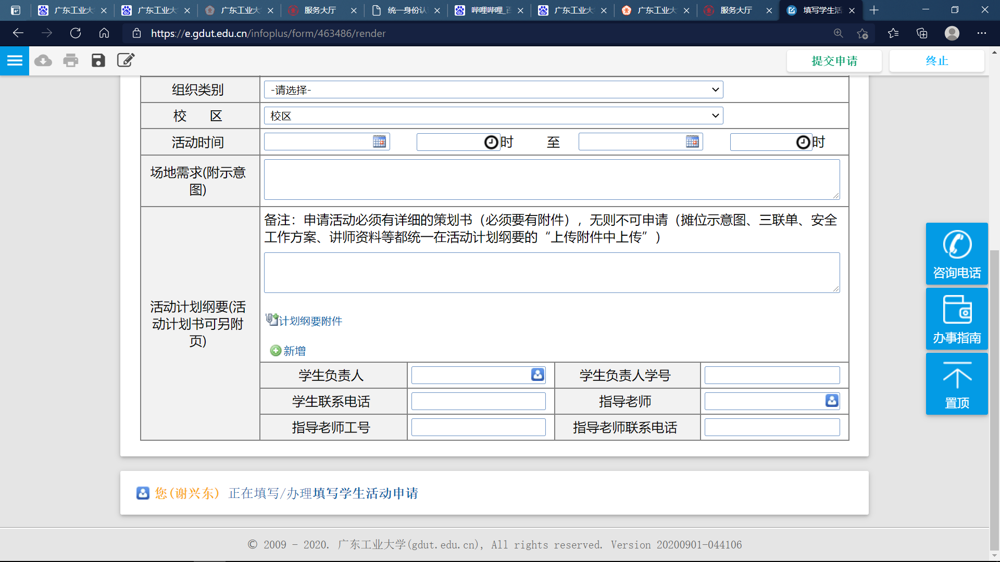 广东工业大
广东工业大
广东工业大
服务大厅
统一身份认
哔哩哔哩_百
广东工业大
广东工业大
服务大厅
填写学生活
https://e.gdut.edu.cn/infoplus/form/463486/render
提交申请
终止
组织类别
-请选择-
校 区
校区
活动时间
时 至 时
场地需求(附示意
图)
备注：申请活动必须有详细的策划书（必须要有附件），无则不可申请（摊位示意图、三联单、安全
工作方案、讲师资料等都统一在活动计划纲要的“上传附件中上传”）
活动计划纲要(活
动计划书可另附
页)
计划纲要附件
新增
学生负责人
学生负责人学号
学生联系电话
指导老师
指导老师工号
指导老师联系电话
咨询电话
办事指南
置顶
您(谢兴东) 正在填写/办理填写学生活动申请
© 2009 - 2020. 广东工业大学(gdut.edu.cn), All rights reserved. Version 20200901-044106